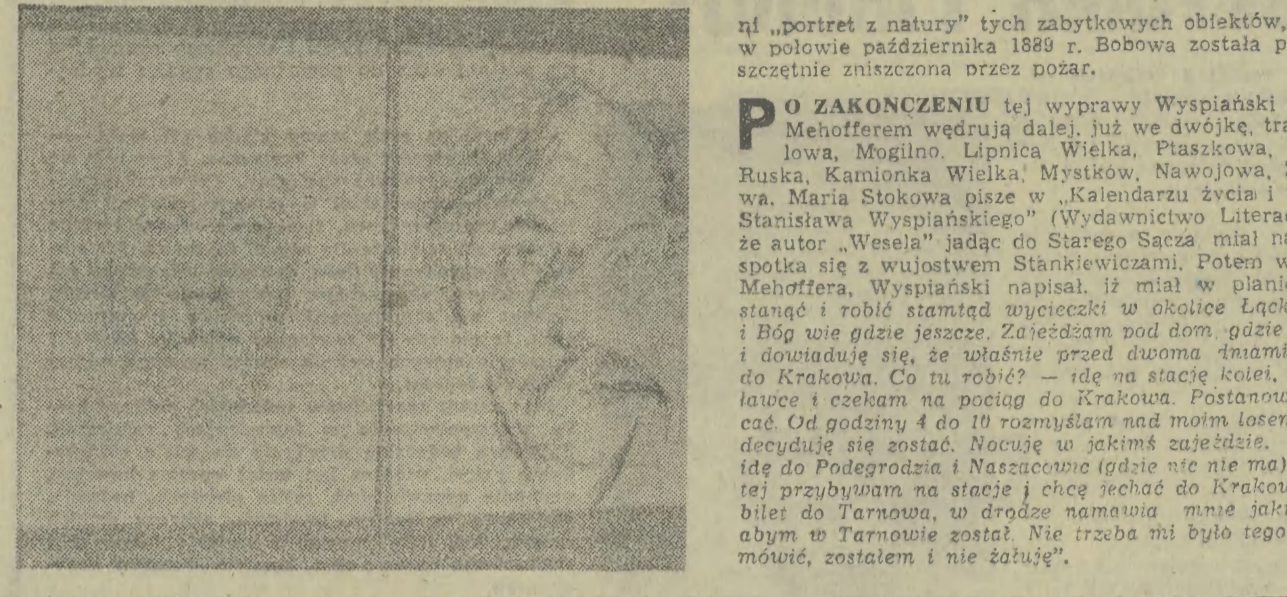 ni „portret z natury” tych zabytkowych obiektów,
w połowie października 1889 r. Bobowa została p
szczętnie zniszczona przez pożar.
PO ZAKOŃCZENIU tej wyprawy Wyspiański
Mehofferem wędrują dalej, już we dwójkę, tra
lowa, Mogilno, Lipnica Wielka, Ptaszkowa,
Ruska, Kamionka Wielka, Mystków, Nawojowa,
wa. Maria Stokowa pisze w „Kalendarzu życia i
Stanisława Wyspiańskiego” (Wydawnictwo Literac
że autor „Wesela” jadąc do Starego Sącza, miał na
spotka się z wujostwem Stankiewiczami. Potem w
Mehoffera, Wyspiański napisał, iż miał w planie
stanąć i robić stamtąd wycieczki w okolice Łąck
i Bóg wie gdzie jeszcze. Zajeżdżam pod dom, gdzie
i dowiaduję się, że właśnie przed dwoma dniami
do Krakowa. Co tu robić? — idę na stację kolei,
ławce i czekam na pociąg do Krakowa. Postanow
cać. Od godziny 4 do 10 rozmyślam nad moim losem
decyduję się zostać. Nocuję w jakimś zajeździe.
idę do Podegrodzia i Naszacowic (gdzie nic nie ma)
tej przybywam na stacje j chcę jechać do Krakow
bilet do Tarnowa, w drodze namawia mnie jaki
abym w Tarnowie został. Nie trzeba mi było tego
mówić, zostałem i nie żałuję”.